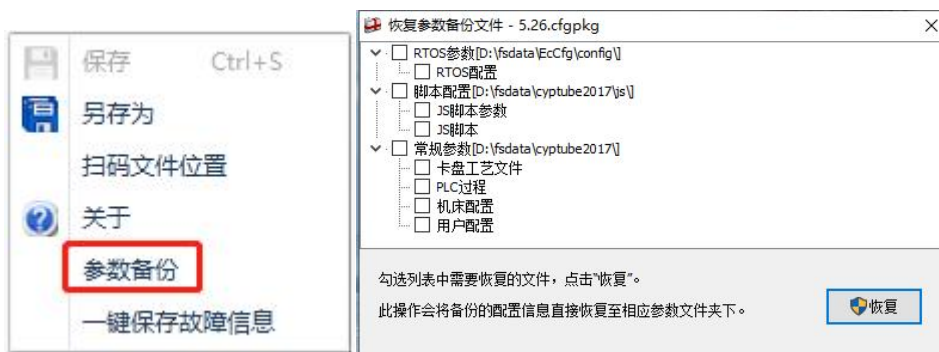 保存 Ctrl+S
另存为
扫码文件位置
关于
参数备份
一键保存故障信息
恢复参数备份文件 - 5.26.cfgpkg
RTOS参数[D:\fsdata\EcCfg\config\]
RTOS配置
脚本配置[D:\fsdata\cyptube2017\js\]
JS脚本参数
JS脚本
常规参数[D:\fsdata\cyptube2017\]
卡盘工艺文件
PLC过程
机床配置
用户配置
勾选列表中需要恢复的文件，点击"恢复"。
此操作会将备份的配置信息直接恢复至相应参数文件夹下。
恢复